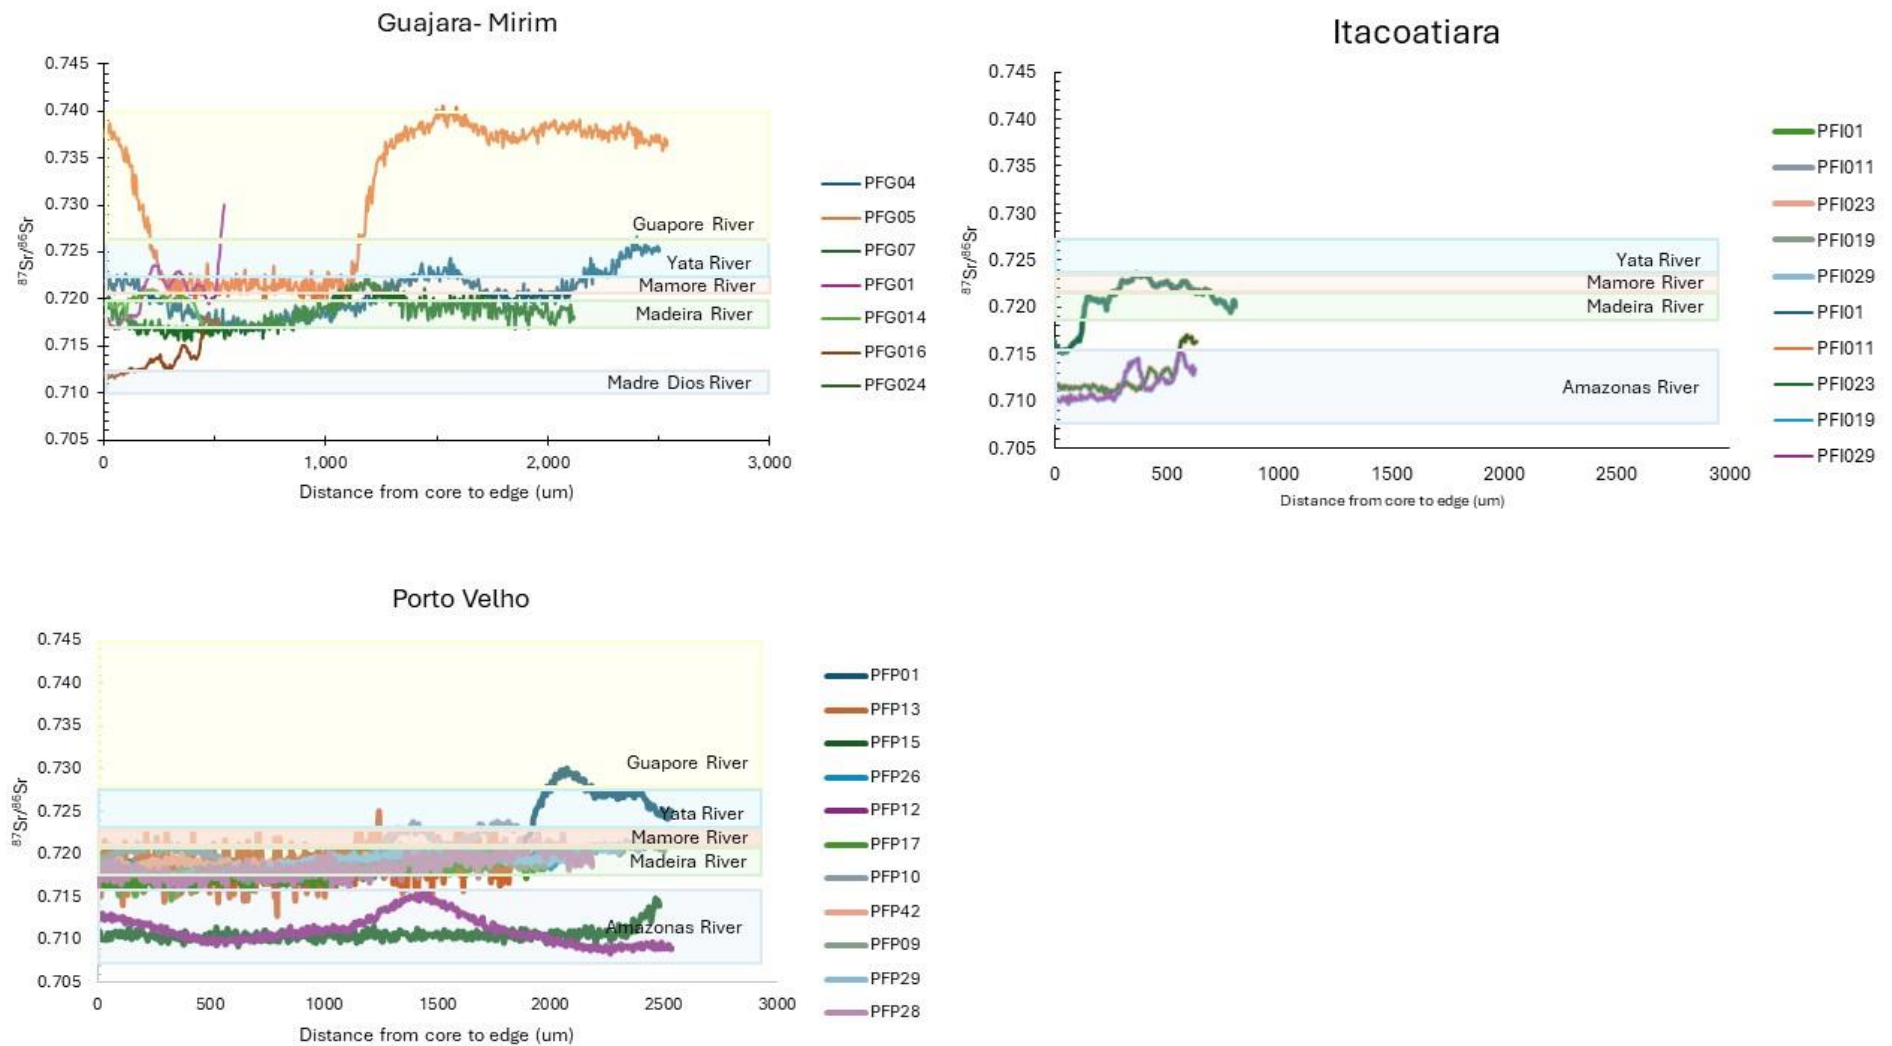 Guajara- Mirim
0.745
0.740
0.735
0.730
0.725
0.720
0.715
0.710
0.705
87Sr/86Sr
Guapore River
Yata River
Mamore River
Madeira River
Madre Dios River
0
1,000
2,000
3,000
Distance from core to edge (um)
PFG04
PFG05
PFG07
PFG01
PFG014
PFG016
PFG024
Itacoatiara
0.745
0.740
0.735
0.730
0.725
0.720
0.715
0.710
0.705
87Sr/86Sr
Yata River
Mamore River
Madeira River
Amazonas River
0
500
1000
1500
2000
2500
3000
Distance from core to edge (um)
PFI01
PFI011
PFI023
PFI019
PFI029
PFI01
PFI011
PFI023
PFI019
PFI029
Porto Velho
0.745
0.740
0.735
0.730
0.725
0.720
0.715
0.710
0.705
87Sr/86Sr
Guapore River
Yata River
Mamore River
Madeira River
Amazonas River
0
500
1000
1500
2000
2500
3000
Distance from core to edge (um)
PFP01
PFP13
PFP15
PFP26
PFP12
PFP17
PFP10
PFP42
PFP09
PFP29
PFP28